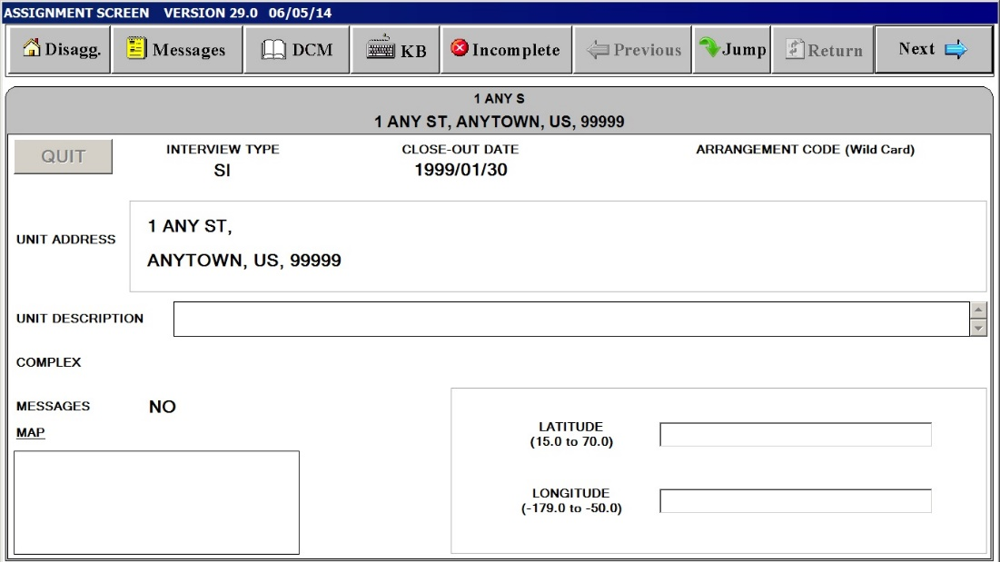 ASSIGNMENT SCREEN VERSION 29.0 06/05/14
Disagg. Messages DCM KB Incomplete Previous Jump Return Next
1 ANY S
1 ANY ST, ANYTOWN, US, 99999
QUIT
INTERVIEW TYPE
SI
CLOSE-OUT DATE
1999/01/30
ARRANGEMENT CODE (Wild Card)
UNIT ADDRESS
1 ANY ST,
ANYTOWN, US, 99999
UNIT DESCRIPTION
COMPLEX
MESSAGES NO
MAP
LATITUDE
(15.0 to 70.0)
LONGITUDE
(-179.0 to -50.0)